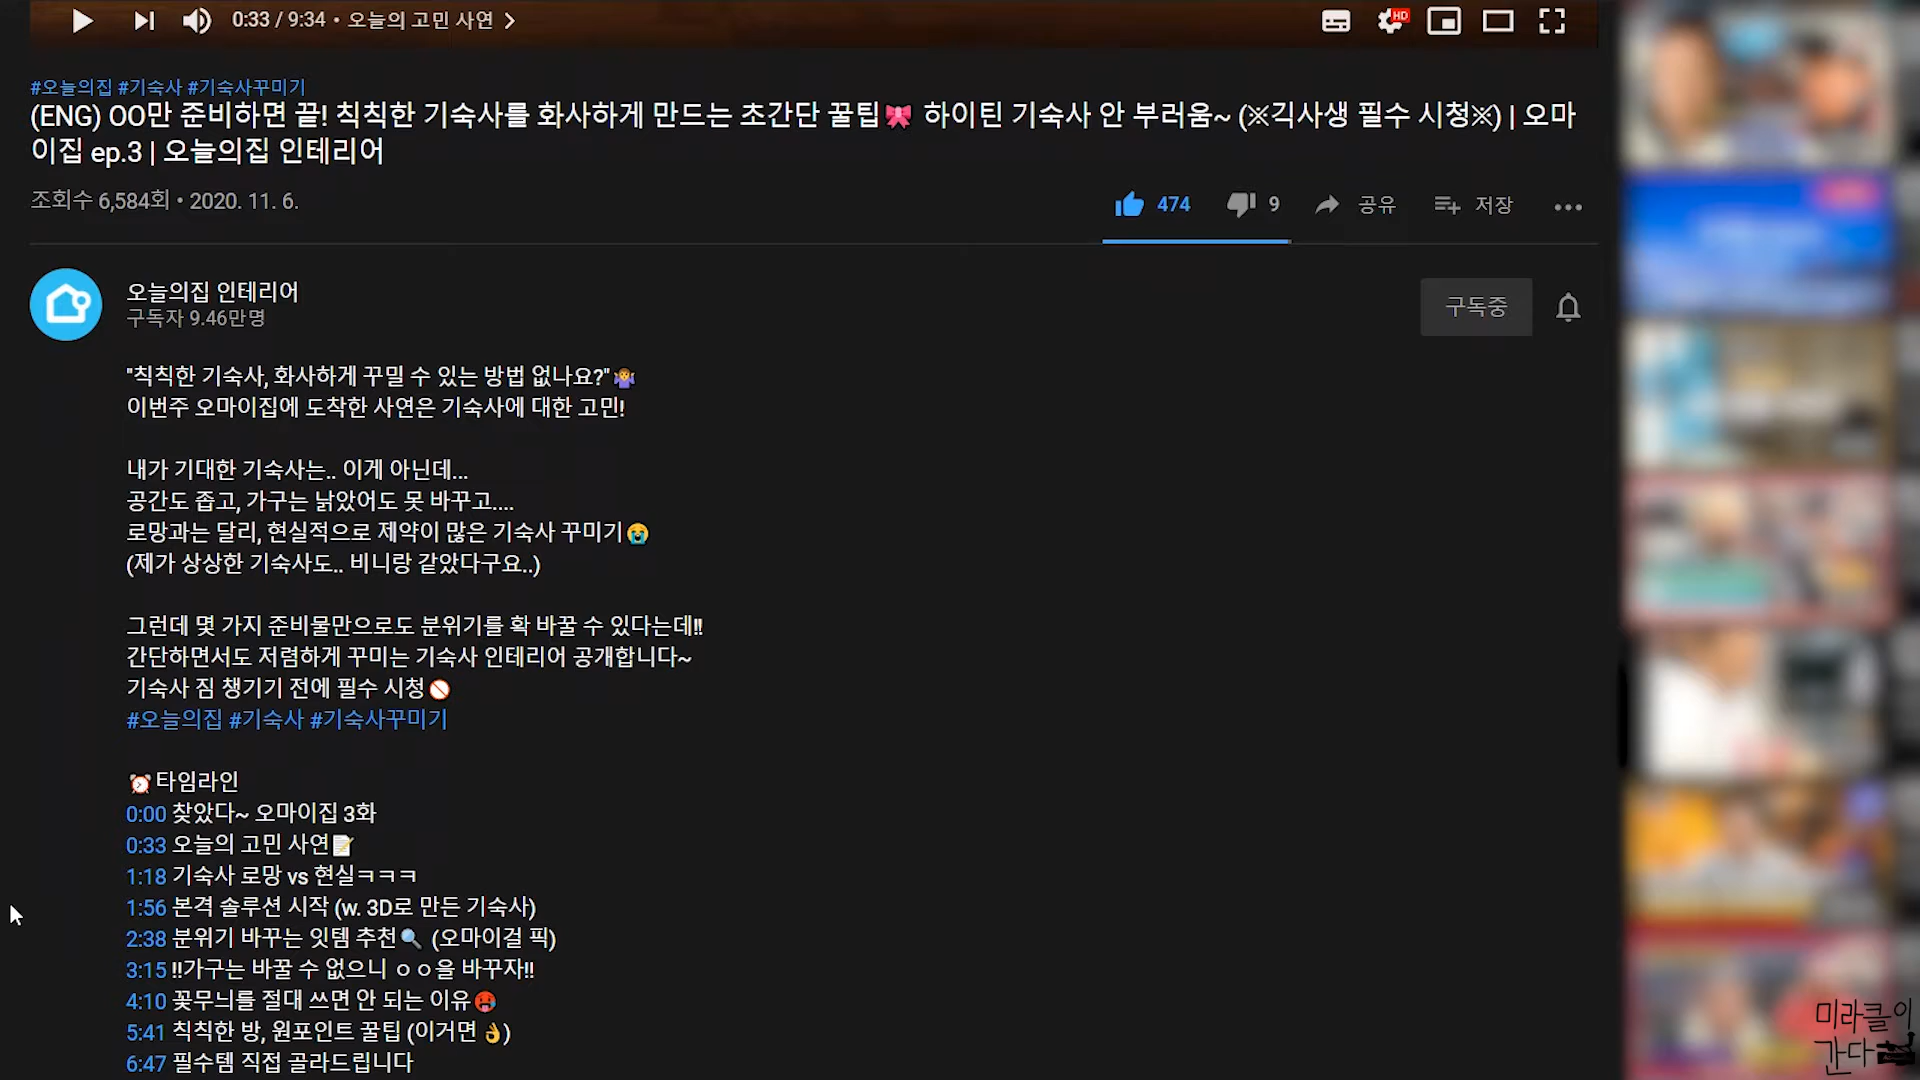 0:33 / 9:34 • 오늘의 고민 사연 >
HD
#오늘의집 #기숙사 #기숙사꾸미기
(ENG) OO만 준비하면 끝! 칙칙한 기숙사를 화사하게 만드는 초간단 꿀팁🎀 하이틴 기숙사 안 부러움~ (※긱사생 필수 시청※) | 오마
이집 ep.3 | 오늘의집 인테리어
조회수 6,584회 • 2020. 11. 6.
474 9 공유 저장
오늘의집 인테리어
구독자 9.46만명
구독중
"칙칙한 기숙사, 화사하게 꾸밀 수 있는 방법 없나요?"🤷
이번주 오마이집에 도착한 사연은 기숙사에 대한 고민!
내가 기대한 기숙사는.. 이게 아닌데...
공간도 좁고, 가구는 낡았어도 못 바꾸고....
로망과는 달리, 현실적으로 제약이 많은 기숙사 꾸미기😭
(제가 상상한 기숙사도.. 비니랑 같았다구요..)
그런데 몇 가지 준비물만으로도 분위기를 확 바꿀 수 있다는데!!
간단하면서도 저렴하게 꾸미는 기숙사 인테리어 공개합니다~
기숙사 짐 챙기기 전에 필수 시청🚫
#오늘의집 #기숙사 #기숙사꾸미기
⏰타임라인
0:00 찾았다~ 오마이집 3화
0:33 오늘의 고민 사연📝
1:18 기숙사 로망 vs 현실ㅋㅋㅋ
1:56 본격 솔루션 시작 (w. 3D로 만든 기숙사)
2:38 분위기 바꾸는 잇템 추천🔍 (오마이걸 픽)
3:15 !!가구는 바꿀 수 없으니 ㅇㅇ을 바꾸자!!
4:10 꽃무늬를 절대 쓰면 안 되는 이유🥵
5:41 칙칙한 방, 원포인트 꿀팁 (이거면👌)
6:47 필수템 직접 골라드립니다
미라클이
간다